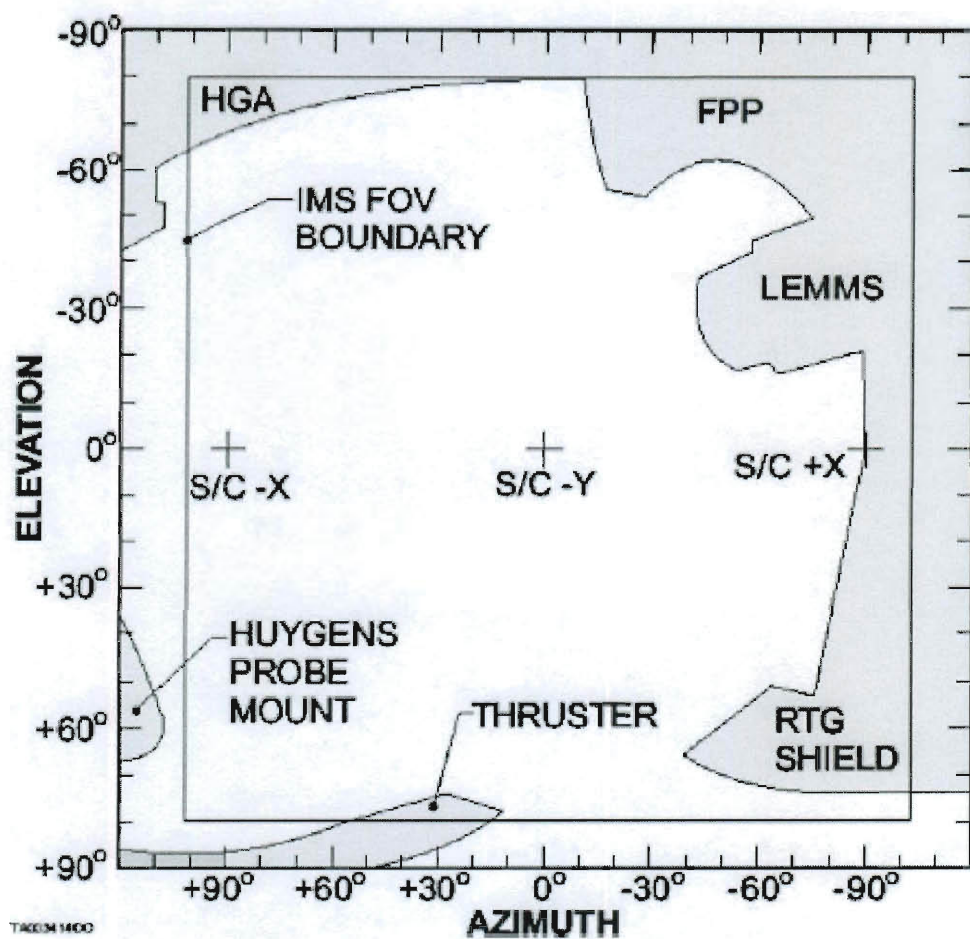 -90°
HGA
FPP
-60°
IMS FOV
BOUNDARY
-30°
LEMMS
ELEVATION
0°
S/C -X
S/C -Y
S/C +X
+30°
HUYGENS
PROBE
MOUNT
THRUSTER
+60°
RTG
SHIELD
+90°
+90° +60° +30° 0° -30° -60° -90°
AZIMUTH